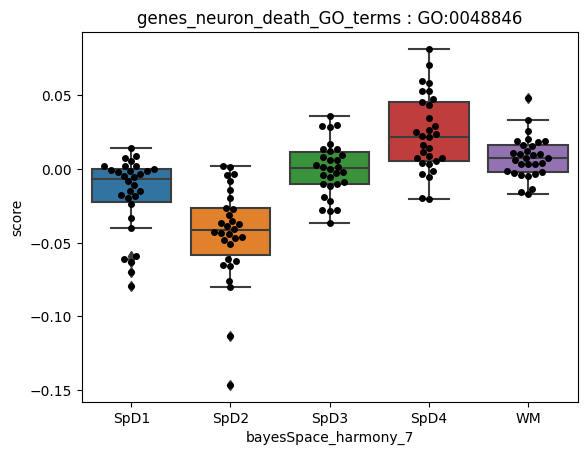 genes_neuron_death_GO_terms : GO:0048846
score
0.05
0.00
−0.05
−0.10
−0.15
SpD1 SpD2 SpD3 SpD4 WM
bayesSpace_harmony_7